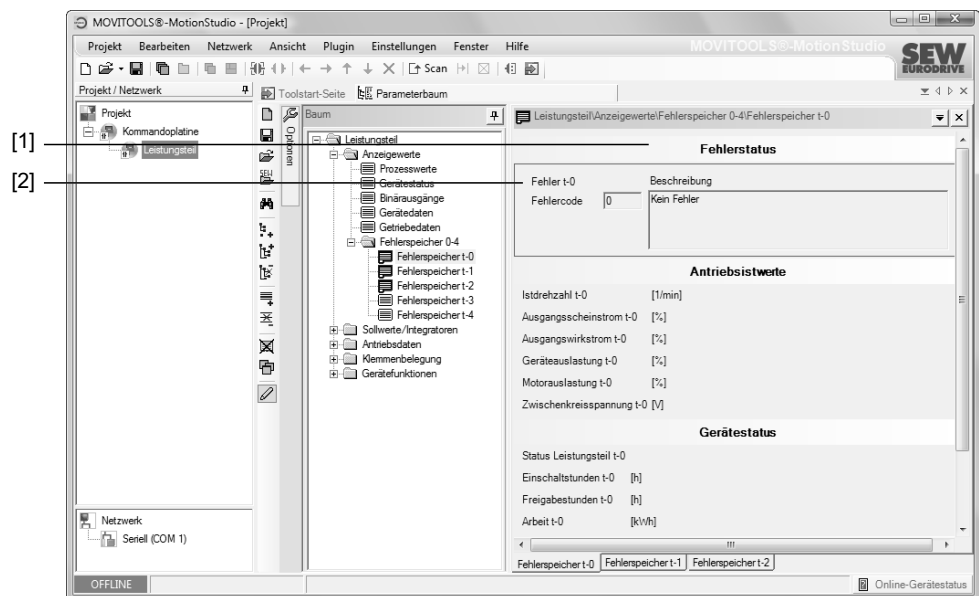 MOVITOOLS®-MotionStudio - [Projekt]
Projekt Bearbeiten Netzwerk Ansicht Plugin Einstellungen Fenster Hilfe
MOVITOOLS®-MotionStudio
SEW
EURODRIVE
Scan
Projekt / Netzwerk
Toolstart-Seite Parameterbaum
Projekt
Kommandoplatine
Leistungsteil
Optionen
SEW
Baum
Leistungsteil
Anzeigewerte
Prozesswerte
Gerätestatus
Binärausgänge
Gerätedaten
Getriebedaten
Fehlerspeicher 0-4
Fehlerspeicher t-0
Fehlerspeicher t-1
Fehlerspeicher t-2
Fehlerspeicher t-3
Fehlerspeicher t-4
Sollwerte/Integratoren
Antriebsdaten
Klemmenbelegung
Gerätefunktionen
Leistungsteil\Anzeigewerte\Fehlerspeicher 0-4\Fehlerspeicher t-0
[1]
Fehlerstatus
[2]
Fehler t-0 Beschreibung
Fehlercode 0 Kein Fehler
Antriebsistwerte
Istdrehzahl t-0 [1/min]
Ausgangsscheinstrom t-0 [%]
Ausgangswirkstrom t-0 [%]
Geräteauslastung t-0 [%]
Motorauslastung t-0 [%]
Zwischenkreisspannung t-0 [V]
Gerätestatus
Status Leistungsteil t-0
Einschaltstunden t-0 [h]
Freigabestunden t-0 [h]
Arbeit t-0 [kWh]
Fehlerspeicher t-0 Fehlerspeicher t-1 Fehlerspeicher t-2
Netzwerk
Seriell (COM 1)
OFFLINE
Online-Gerätestatus